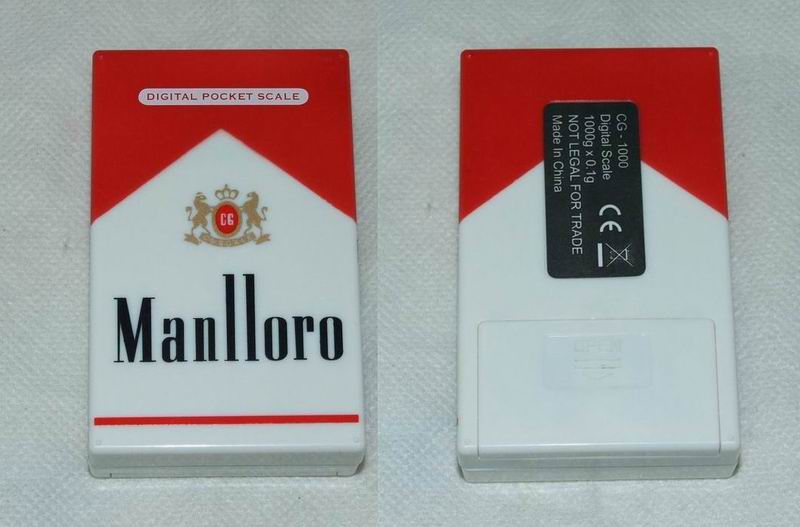 DIGITAL POCKET SCALE
CG
Manlloro
CG - 1000
Digital Scale
1000g x 0.1g
NOT LEGAL FOR TRADE
Made In China
CE
OPEN